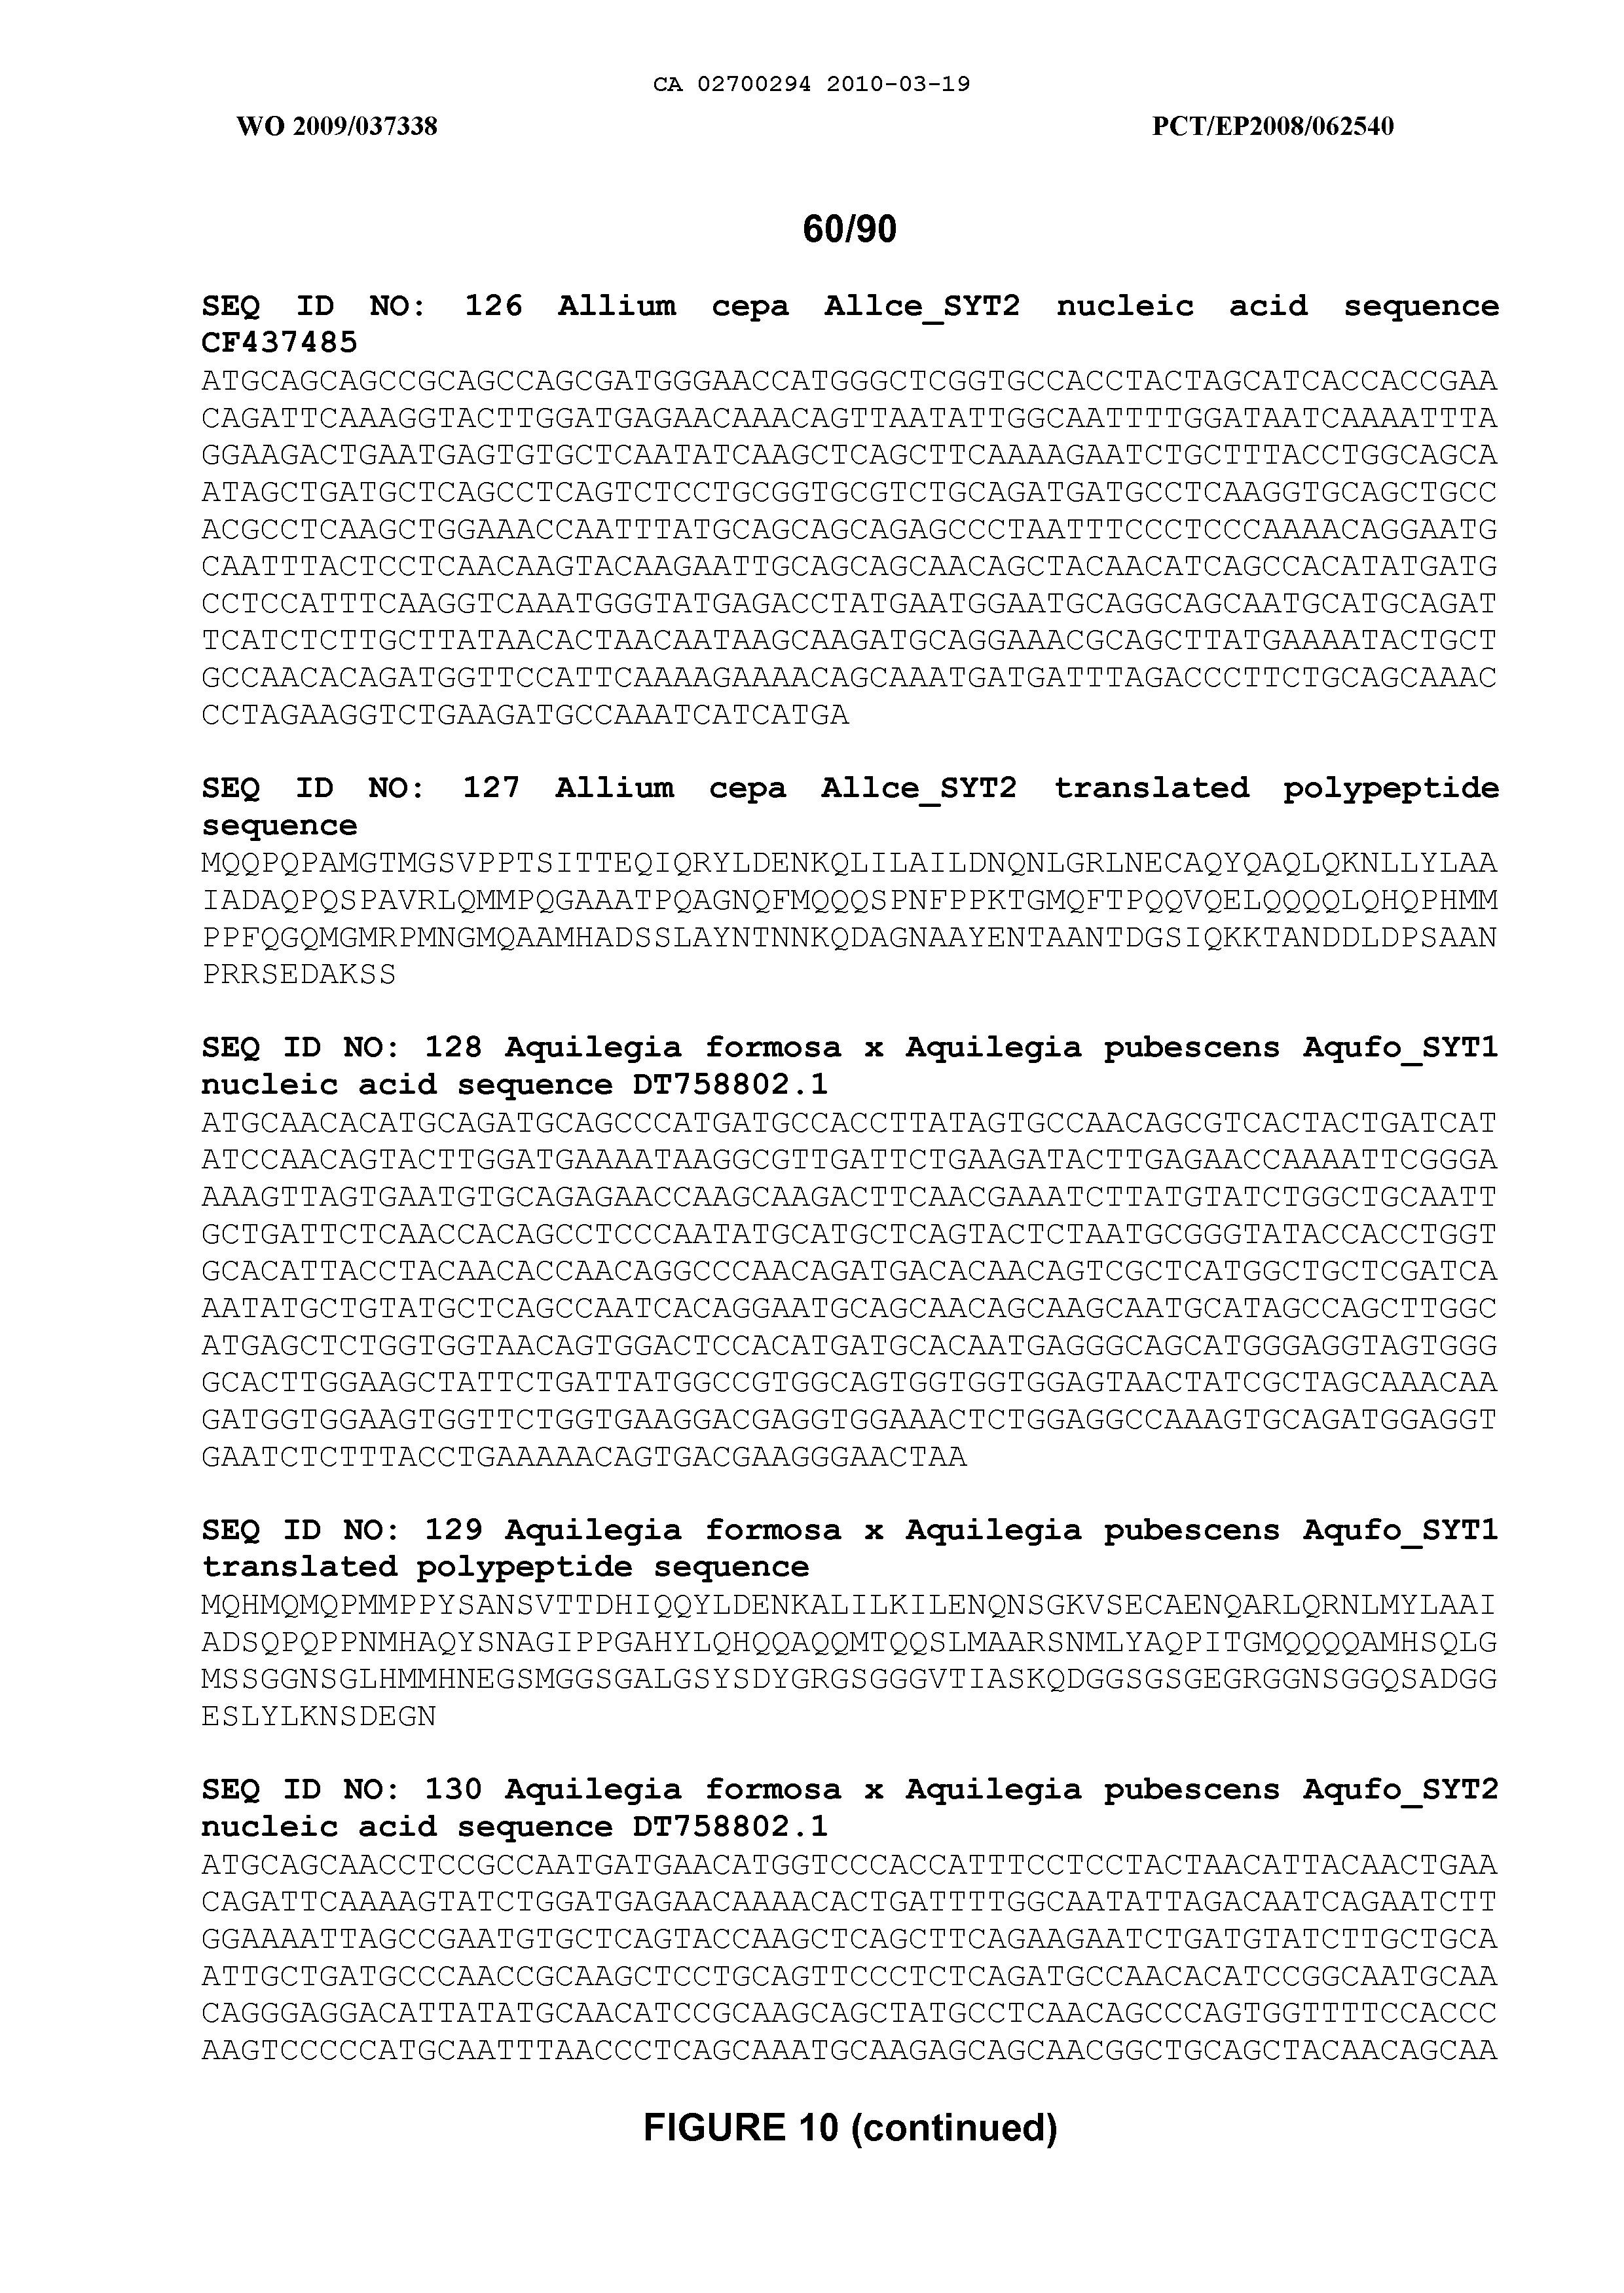 CA 02700294 2010-03-19
WO 2009/037338 PCT/EP2008/062540
60/90
SEQ ID NO: 126 Allium cepa Allce_SYT2 nucleic acid sequence
CF437485
ATGCAGCAGCCGCAGCCAGCGATGGGAACCATGGGCTCGGTGCCACCTACTAGCATCACCACCGAA
CAGATTCAAAGGTACTTGGATGAGAACAAACAGTTAATATTGGCAATTTTGGATAATCAAAATTTA
GGAAGACTGAATGAGTGTGCTCAATATCAAGCTCAGCTTCAAAAGAATCTGCTTTACCTGGCAGCA
ATAGCTGATGCTCAGCCTCAGTCTCCTGCGGTGCGTCTGCAGATGATGCCTCAAGGTGCAGCTGCC
ACGCCTCAAGCTGGAAACCAATTTATGCAGCAGCAGAGCCCTAATTTCCCTCCCAAAACAGGAATG
CAATTTACTCCTCAACAAGTACAAGAATTGCAGCAGCAACAGCTACAACATCAGCCACATATGATG
CCTCCATTTCAAGGTCAAATGGGTATGAGACCTATGAATGGAATGCAGGCAGCAATGCATGCAGAT
TCATCTCTTGCTTATAACACTAACAATAAGCAAGATGCAGGAAACGCAGCTTATGAAAATACTGCT
GCCAACACAGATGGTTCCATTCAAAAGAAAACAGCAAATGATGATTTAGACCCTTCTGCAGCAAAC
CCTAGAAGGTCTGAAGATGCCAAATCATCATGA
SEQ ID NO: 127 Allium cepa Allce_SYT2 translated polypeptide
sequence
MQQPQPAMGTMGSVPPTSITTEQIQRYLDENKQLILAILDNQNLGRLNECAQYQAQLQKNLLYLAA
IADAQPQSPAVRLQMMPQGAAATPQAGNQFMQQQSPNFPPKTGMQFTPQQVQELQQQQLQHQPHMM
PPFQGQMGMRPMNGMQAAMHADSSLAYNTNNKQDAGNAAYENTAANTDGSIQKKTANDDLDPSAAN
PRRSEDAKSS
SEQ ID NO: 128 Aquilegia formosa x Aquilegia pubescens Aqufo_SYT1
nucleic acid sequence DT758802.1
ATGCAACACATGCAGATGCAGCCCATGATGCCACCTTATAGTGCCAACAGCGTCACTACTGATCAT
ATCCAACAGTACTTGGATGAAAATAAGGCGTTGATTCTGAAGATACTTGAGAACCAAAATTCGGGA
AAAGTTAGTGAATGTGCAGAGAACCAAGCAAGACTTCAACGAAATCTTATGTATCTGGCTGCAATT
GCTGATTCTCAACCACAGCCTCCCAATATGCATGCTCAGTACTCTAATGCGGGTATACCACCTGGT
GCACATTACCTACAACACCAACAGGCCCAACAGATGACACAACAGTCGCTCATGGCTGCTCGATCA
AATATGCTGTATGCTCAGCCAATCACAGGAATGCAGCAACAGCAAGCAATGCATAGCCAGCTTGGC
ATGAGCTCTGGTGGTAACAGTGGACTCCACATGATGCACAATGAGGGCAGCATGGGAGGTAGTGGG
GCACTTGGAAGCTATTCTGATTATGGCCGTGGCAGTGGTGGTGGAGTAACTATCGCTAGCAAACAA
GATGGTGGAAGTGGTTCTGGTGAAGGACGAGGTGGAAACTCTGGAGGCCAAAGTGCAGATGGAGGT
GAATCTCTTTACCTGAAAAACAGTGACGAAGGGAACTAA
SEQ ID NO: 129 Aquilegia formosa x Aquilegia pubescens Aqufo_SYT1
translated polypeptide sequence
MQHMQMQPMMPPYSANSVTTDHIQQYLDENKALILKILENQNSGKVSECAENQARLQRNLMYLAAI
ADSQPQPPNMHAQYSNAGIPPGAHYLQHQQAQQMTQQSLMAARSNMLYAQPITGMQQQQAMHSQLG
MSSGGNSGLHMMHNEGSMGGSGALGSYSDYGRGSGGGVTIASKQDGGSGSGEGRGGNSGGQSADGG
ESLYLKNSDEGN
SEQ ID NO: 130 Aquilegia formosa x Aquilegia pubescens Aqufo_SYT2
nucleic acid sequence DT758802.1
ATGCAGCAACCTCCGCCAATGATGAACATGGTCCCACCATTTCCTCCTACTAACATTACAACTGAA
CAGATTCAAAAGTATCTGGATGAGAACAAAACACTGATTTTGGCAATATTAGACAATCAGAATCTT
GGAAAATTAGCCGAATGTGCTCAGTACCAAGCTCAGCTTCAGAAGAATCTGATGTATCTTGCTGCA
ATTGCTGATGCCCAACCGCAAGCTCCTGCAGTTCCCTCTCAGATGCCAACACATCCGGCAATGCAA
CAGGGAGGACATTATATGCAACATCCGCAAGCAGCTATGCCTCAACAGCCCAGTGGTTTTCCACCC
AAGTCCCCCATGCAATTTAACCCTCAGCAAATGCAAGAGCAGCAACGGCTGCAGCTACAACAGCAA
FIGURE 10 (continued)